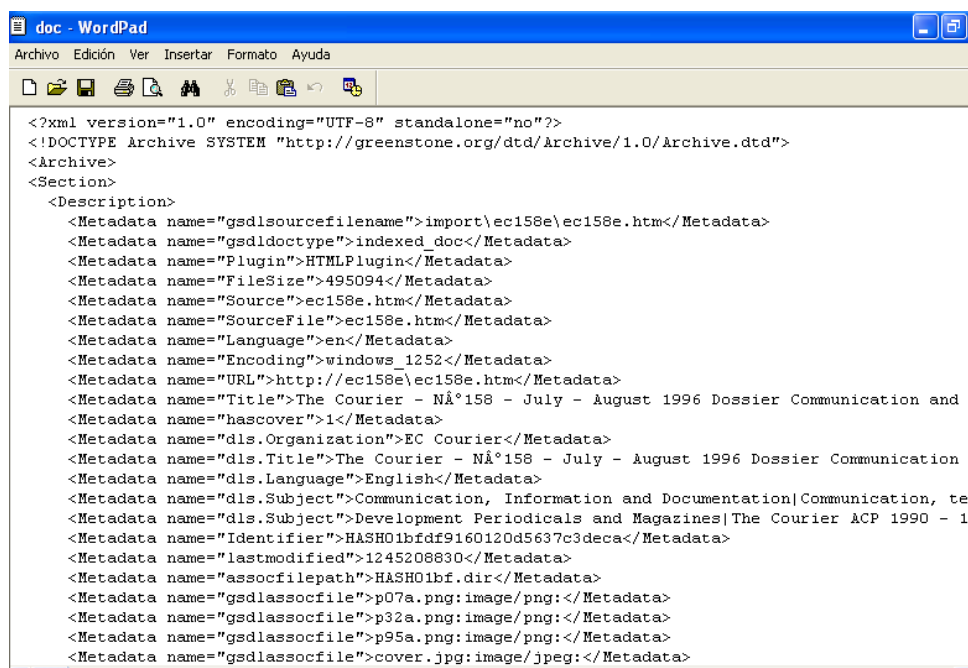 doc - WordPad
Archivo Edición Ver Insertar Formato Ayuda
<?xml version="1.0" encoding="UTF-8" standalone="no"?>
<!DOCTYPE Archive SYSTEM "http://greenstone.org/dtd/Archive/1.0/Archive.dtd">
<Archive>
<Section>
<Description>
<Metadata name="gsdlsourcefilename">import\ec158e\ec158e.htm</Metadata>
<Metadata name="gsdldoctype">indexed_doc</Metadata>
<Metadata name="Plugin">HTMLPlugin</Metadata>
<Metadata name="FileSize">495094</Metadata>
<Metadata name="Source">ec158e.htm</Metadata>
<Metadata name="SourceFile">ec158e.htm</Metadata>
<Metadata name="Language">en</Metadata>
<Metadata name="Encoding">windows_1252</Metadata>
<Metadata name="URL">http://ec158e\ec158e.htm</Metadata>
<Metadata name="Title">The Courier - NÂ°158 - July - August 1996 Dossier Communication and
<Metadata name="hascover">1</Metadata>
<Metadata name="dls.Organization">EC Courier</Metadata>
<Metadata name="dls.Title">The Courier - NÂ°158 - July - August 1996 Dossier Communication
<Metadata name="dls.Language">English</Metadata>
<Metadata name="dls.Subject">Communication, Information and Documentation|Communication, te
<Metadata name="dls.Subject">Development Periodicals and Magazines|The Courier ACP 1990 - 1
<Metadata name="Identifier">HASH01bfdf9160120d5637c3deca</Metadata>
<Metadata name="lastmodified">1245208830</Metadata>
<Metadata name="assocfilepath">HASH01bf.dir</Metadata>
<Metadata name="gsdlassocfile">p07a.png:image/png:</Metadata>
<Metadata name="gsdlassocfile">p32a.png:image/png:</Metadata>
<Metadata name="gsdlassocfile">p95a.png:image/png:</Metadata>
<Metadata name="gsdlassocfile">cover.jpg:image/jpeg:</Metadata>